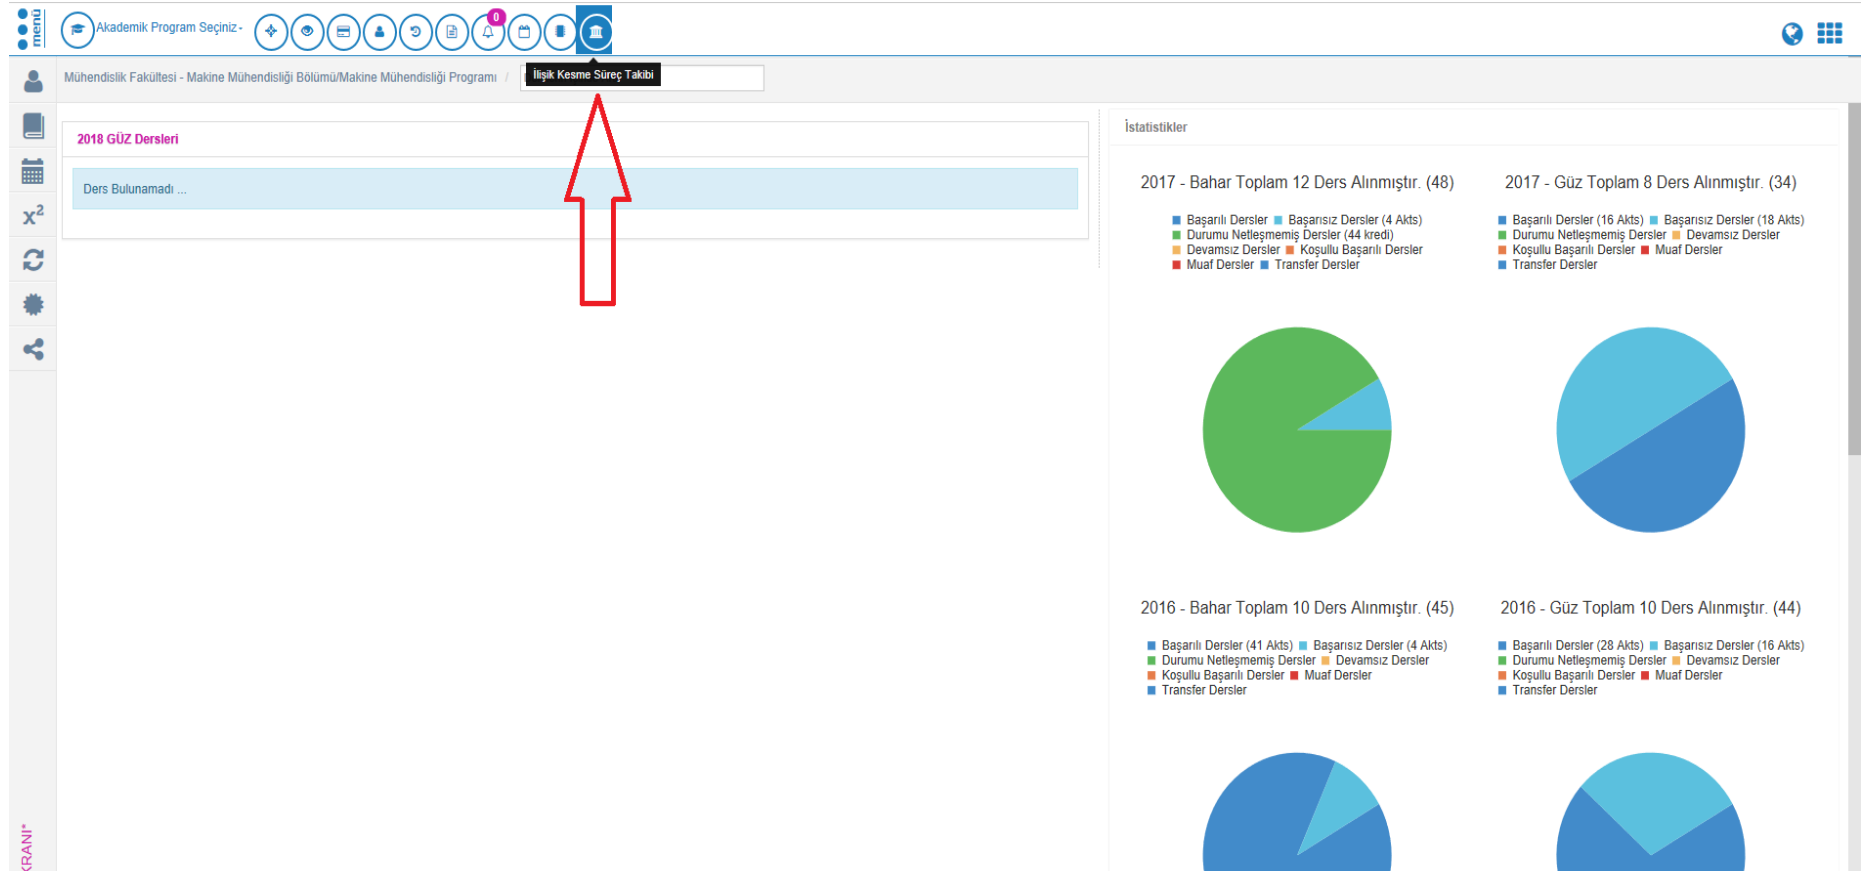 menü
Akademik Program Seçiniz
0
Mühendislik Fakültesi - Makine Mühendisliği Bölümü/Makine Mühendisliği Programı /
İlişik Kesme Süreç Takibi
2018 GÜZ Dersleri
Ders Bulunamadı ...
x²
İstatistikler
2017 - Bahar Toplam 12 Ders Alınmıştır. (48)
Başarılı Dersler Başarısız Dersler (4 Akts)
Durumu Netleşmemiş Dersler (44 kredi)
Devamsız Dersler Koşullu Başarılı Dersler
Muaf Dersler Transfer Dersler
2017 - Güz Toplam 8 Ders Alınmıştır. (34)
Başarılı Dersler (16 Akts) Başarısız Dersler (18 Akts)
Durumu Netleşmemiş Dersler Devamsız Dersler
Koşullu Başarılı Dersler Muaf Dersler
Transfer Dersler
2016 - Bahar Toplam 10 Ders Alınmıştır. (45)
Başarılı Dersler (41 Akts) Başarısız Dersler (4 Akts)
Durumu Netleşmemiş Dersler Devamsız Dersler
Koşullu Başarılı Dersler Muaf Dersler
Transfer Dersler
2016 - Güz Toplam 10 Ders Alınmıştır. (44)
Başarılı Dersler (28 Akts) Başarısız Dersler (16 Akts)
Durumu Netleşmemiş Dersler Devamsız Dersler
Koşullu Başarılı Dersler Muaf Dersler
Transfer Dersler